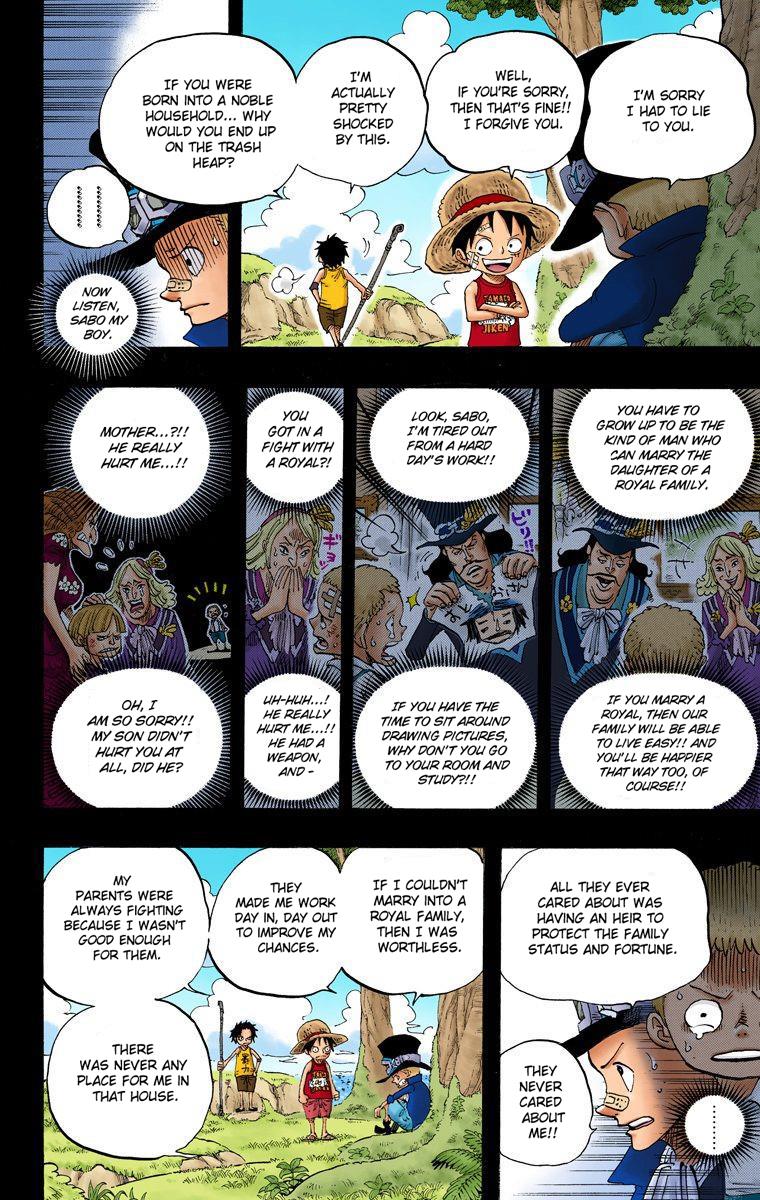 I'M SORRY
I HAD TO LIE
TO YOU.
WELL,
IF YOU'RE SORRY,
THEN THAT'S FINE!!
I FORGIVE YOU.
I'M
ACTUALLY
PRETTY
SHOCKED
BY THIS.
IF YOU WERE
BORN INTO A NOBLE
HOUSEHOLD... WHY
WOULD YOU END UP
ON THE TRASH
HEAP?
NOW
LISTEN,
SABO MY
BOY.
JIKEN
YOU HAVE TO
GROW UP TO BE THE
KIND OF MAN WHO
CAN MARRY THE
DAUGHTER OF A
ROYAL FAMILY.
IF YOU MARRY A
ROYAL, THEN OUR
FAMILY WILL BE ABLE
TO LIVE EASY!! AND
YOU'LL BE HAPPIER
THAT WAY TOO, OF
COURSE!!
LOOK, SABO,
I'M TIRED OUT
FROM A HARD
DAY'S WORK!!
ビリ!!
IF YOU HAVE THE
TIME TO SIT AROUND
DRAWING PICTURES,
WHY DON'T YOU GO
TO YOUR ROOM AND
STUDY?!!
YOU
GOT IN A
FIGHT WITH
A ROYAL?!
ギョッ
UH-HUH...!
HE REALLY
HURT ME...!!
HE HAD A
WEAPON,
AND -
MOTHER...?!!
HE REALLY
HURT ME...!!
OH, I
AM SO SORRY!!
MY SON DIDN'T
HURT YOU AT
ALL, DID HE?
ALL THEY EVER
CARED ABOUT WAS
HAVING AN HEIR TO
PROTECT THE FAMILY
STATUS AND FORTUNE.
THEY
NEVER
CARED
ABOUT
ME!!
IF I COULDN'T
MARRY INTO A
ROYAL FAMILY,
THEN I WAS
WORTHLESS.
THEY
MADE ME WORK
DAY IN, DAY OUT
TO IMPROVE MY
CHANCES.
MY
PARENTS WERE
ALWAYS FIGHTING
BECAUSE I WASN'T
GOOD ENOUGH
FOR THEM.
THERE
WAS NEVER ANY
PLACE FOR ME IN
THAT HOUSE.